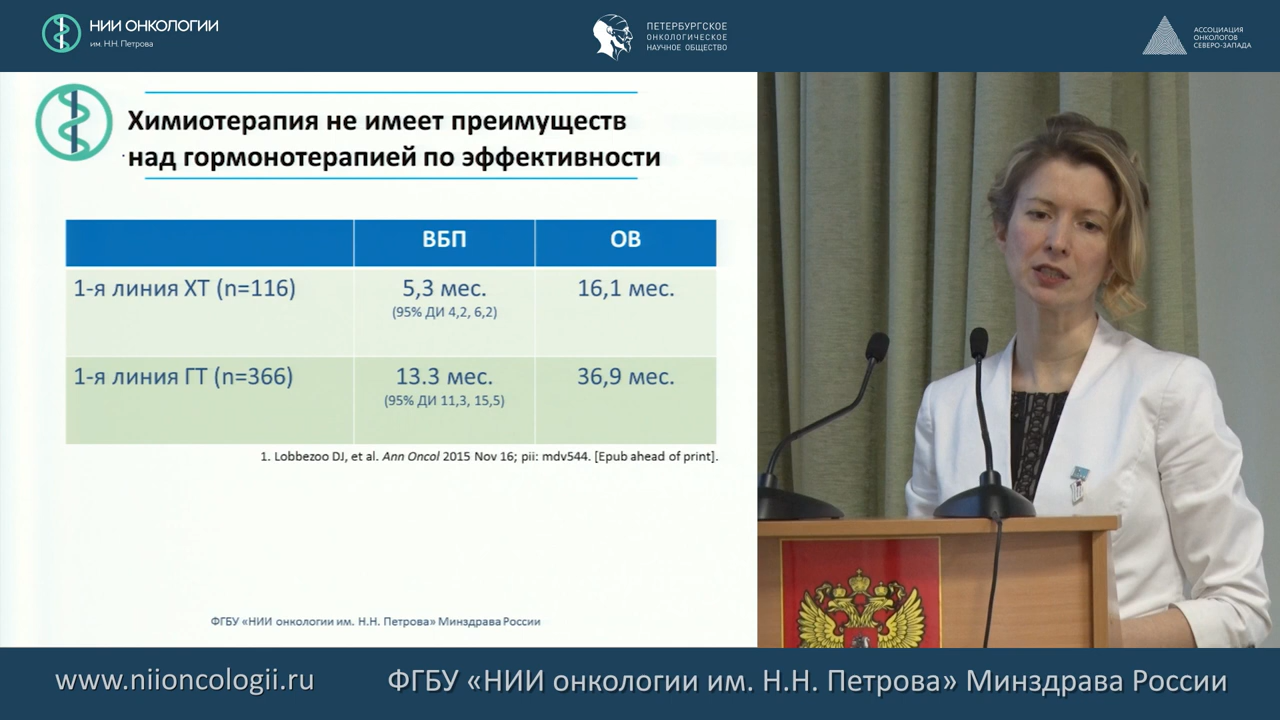 НИИ ОНКОЛОГИИ
им. Н.Н. Петрова
ПЕТЕРБУРГСКОЕ
ОНКОЛОГИЧЕСКОЕ
НАУЧНОЕ ОБЩЕСТВО
АССОЦИАЦИЯ
ОНКОЛОГОВ
СЕВЕРО-ЗАПАДА
Химиотерапия не имеет преимуществ
над гормонотерапией по эффективности
ВБП ОВ
1-я линия ХТ (n=116) 5,3 мес. 16,1 мес.
(95% ДИ 4,2, 6,2)
1-я линия ГТ (n=366) 13.3 мес. 36,9 мес.
(95% ДИ 11,3, 15,5)
1. Lobbezoo DJ, et al. Ann Oncol 2015 Nov 16; pii: mdv544. [Epub ahead of print].
ФГБУ «НИИ онкологии им. Н.Н. Петрова» Минздрава России
www.niioncologii.ru ФГБУ «НИИ онкологии им. Н.Н. Петрова» Минздрава России